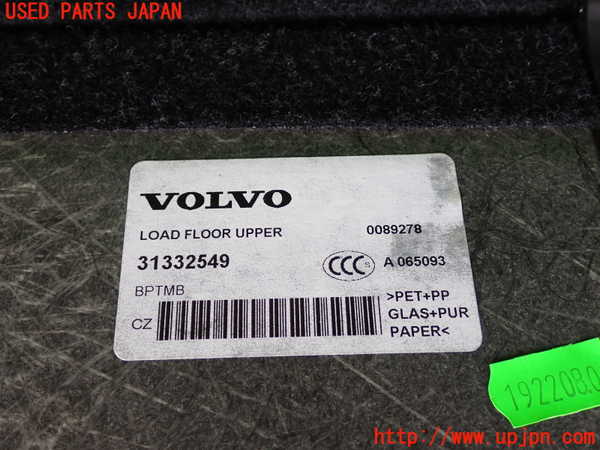 USED PARTS JAPAN
VOLVO
LOAD FLOOR UPPER 0089278
31332549 CCC S A 065093
BPTMB >PET+PP
CZ GLAS+PUR
PAPER<
192208.0
http://www.upjpn.com